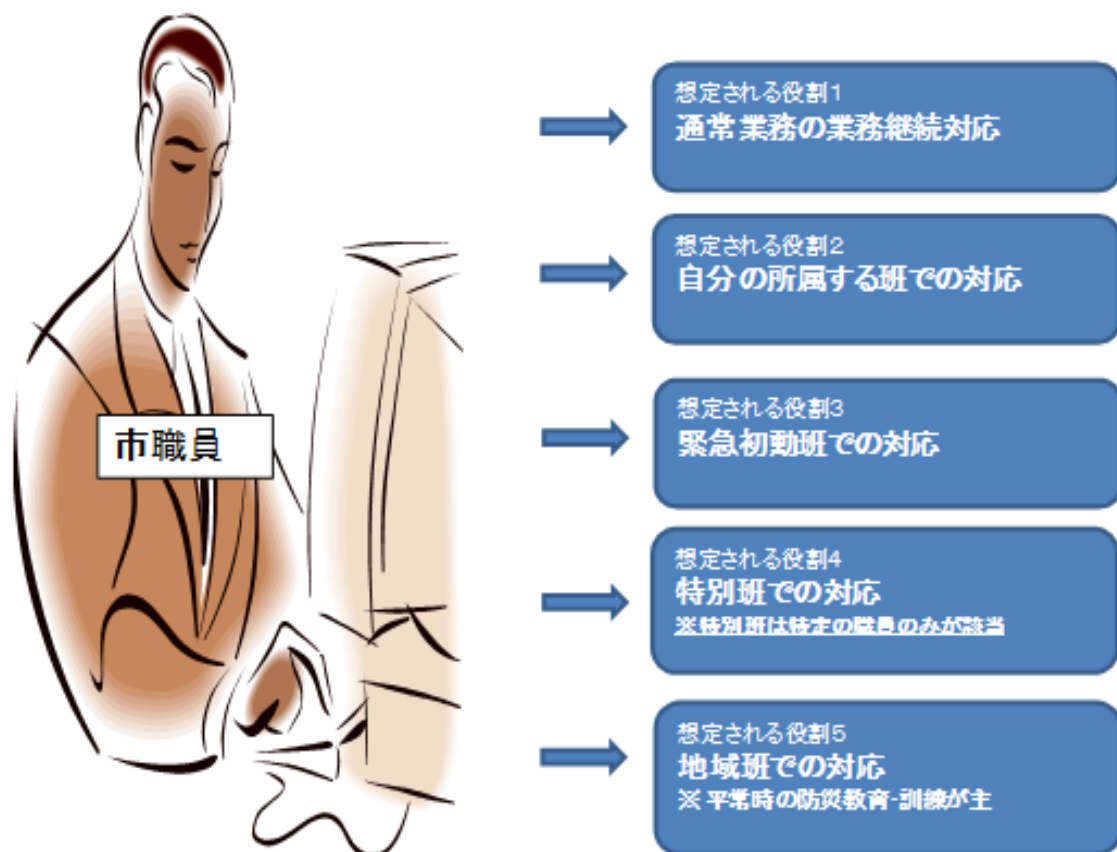 市職員
想定される役割1
通常業務の業務継続対応
想定される役割2
自分の所属する班での対応
想定される役割3
緊急初動班での対応
想定される役割4
特別班での対応
※特別班は特定の職員のみが該当
想定される役割5
地域班での対応
※ 平常時の防災教育・訓練が主